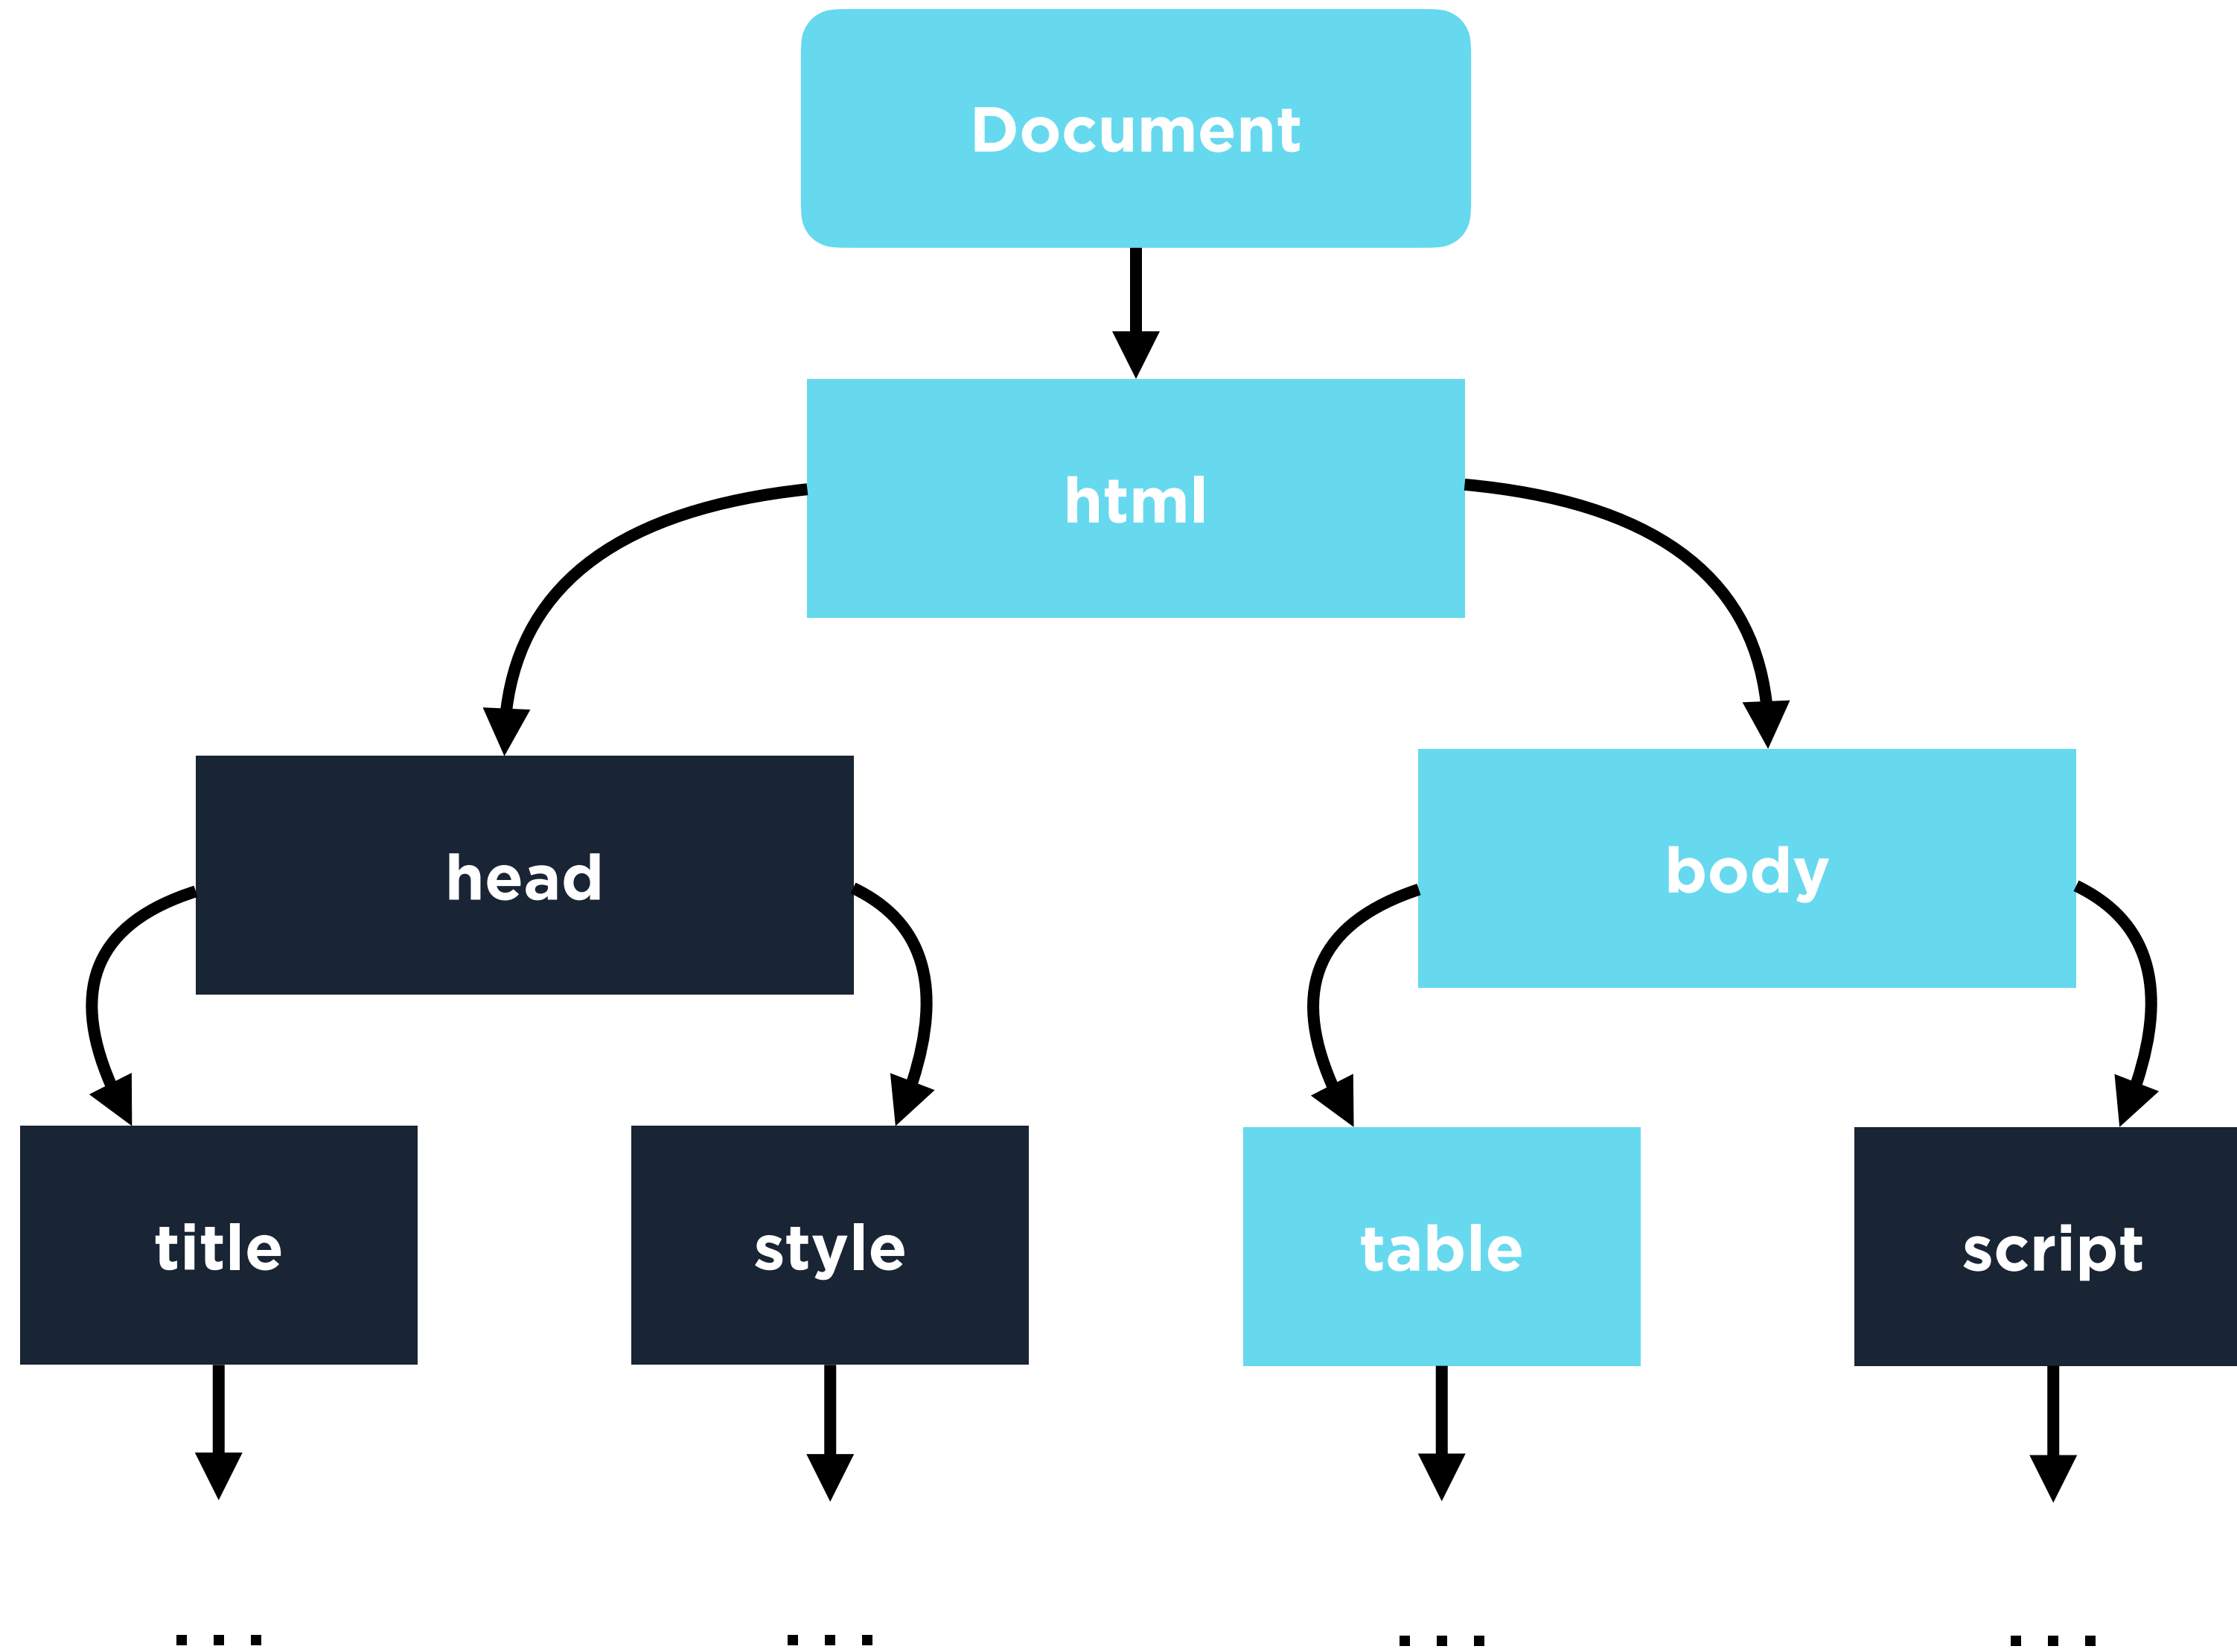 Document
html
head
body
title
style
table
script
...
...
...
...